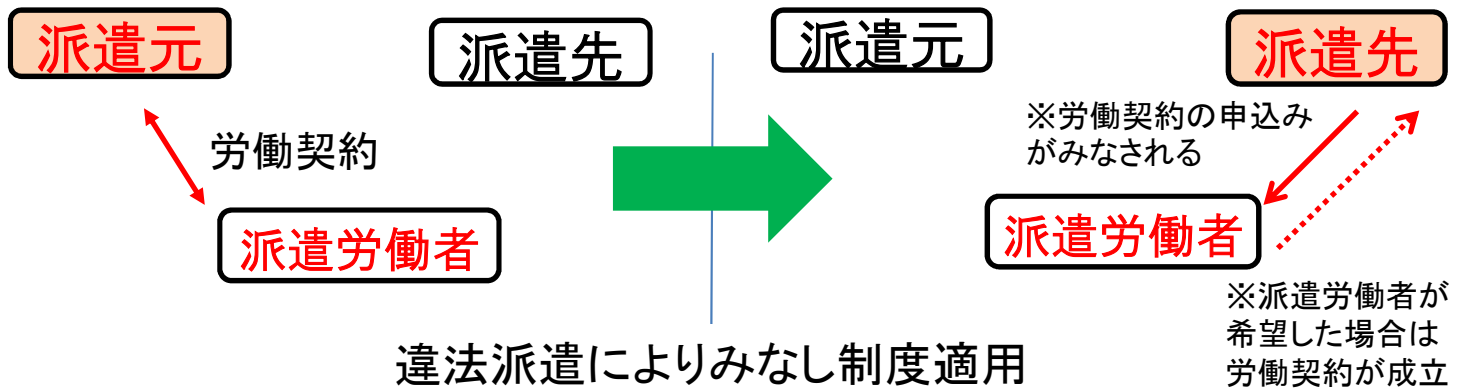 派遣元
派遣先
労働契約
派遣労働者
派遣元
派遣先
※労働契約の申込み
がみなされる
派遣労働者
※派遣労働者が
希望した場合は
労働契約が成立
違法派遣によりみなし制度適用